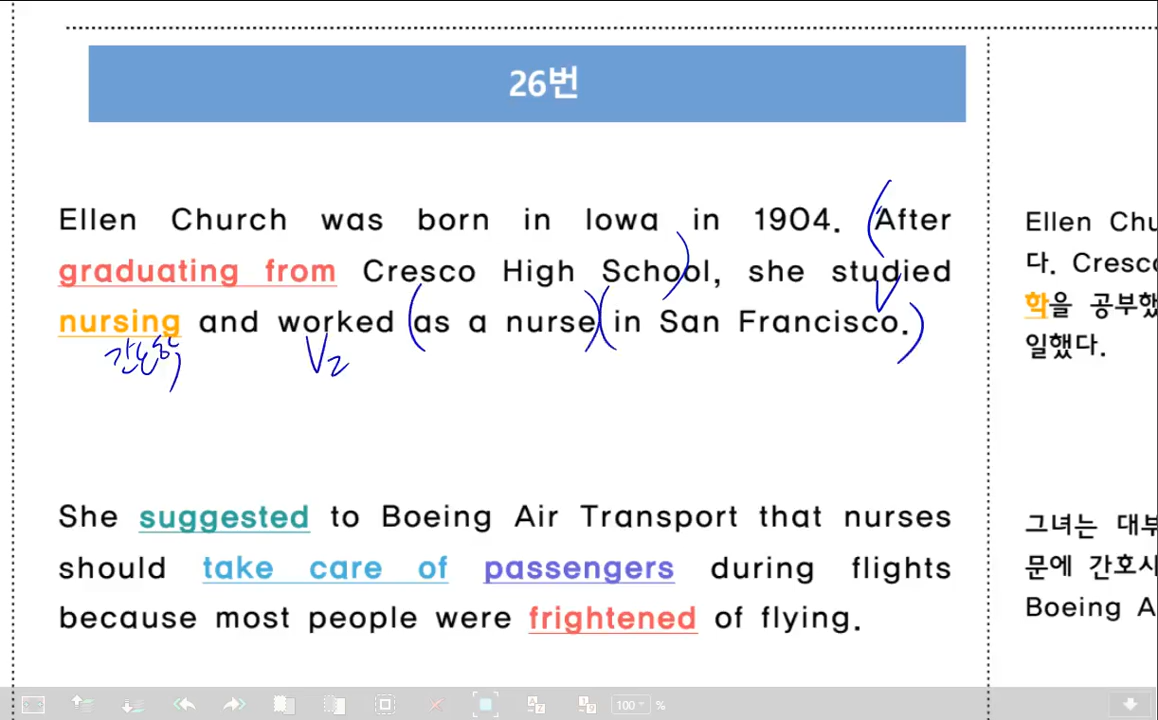 26번
Ellen Church was born in Iowa in 1904. After
graduating from Cresco High School, she studied
nursing and worked as a nurse in San Francisco.
간호학
V
V2
She suggested to Boeing Air Transport that nurses
should take care of passengers during flights
because most people were frightened of flying.
Ellen Chu
다. Cresco
학을 공부했
일했다.
그녀는 대부
문에 간호시
Boeing A
100 %